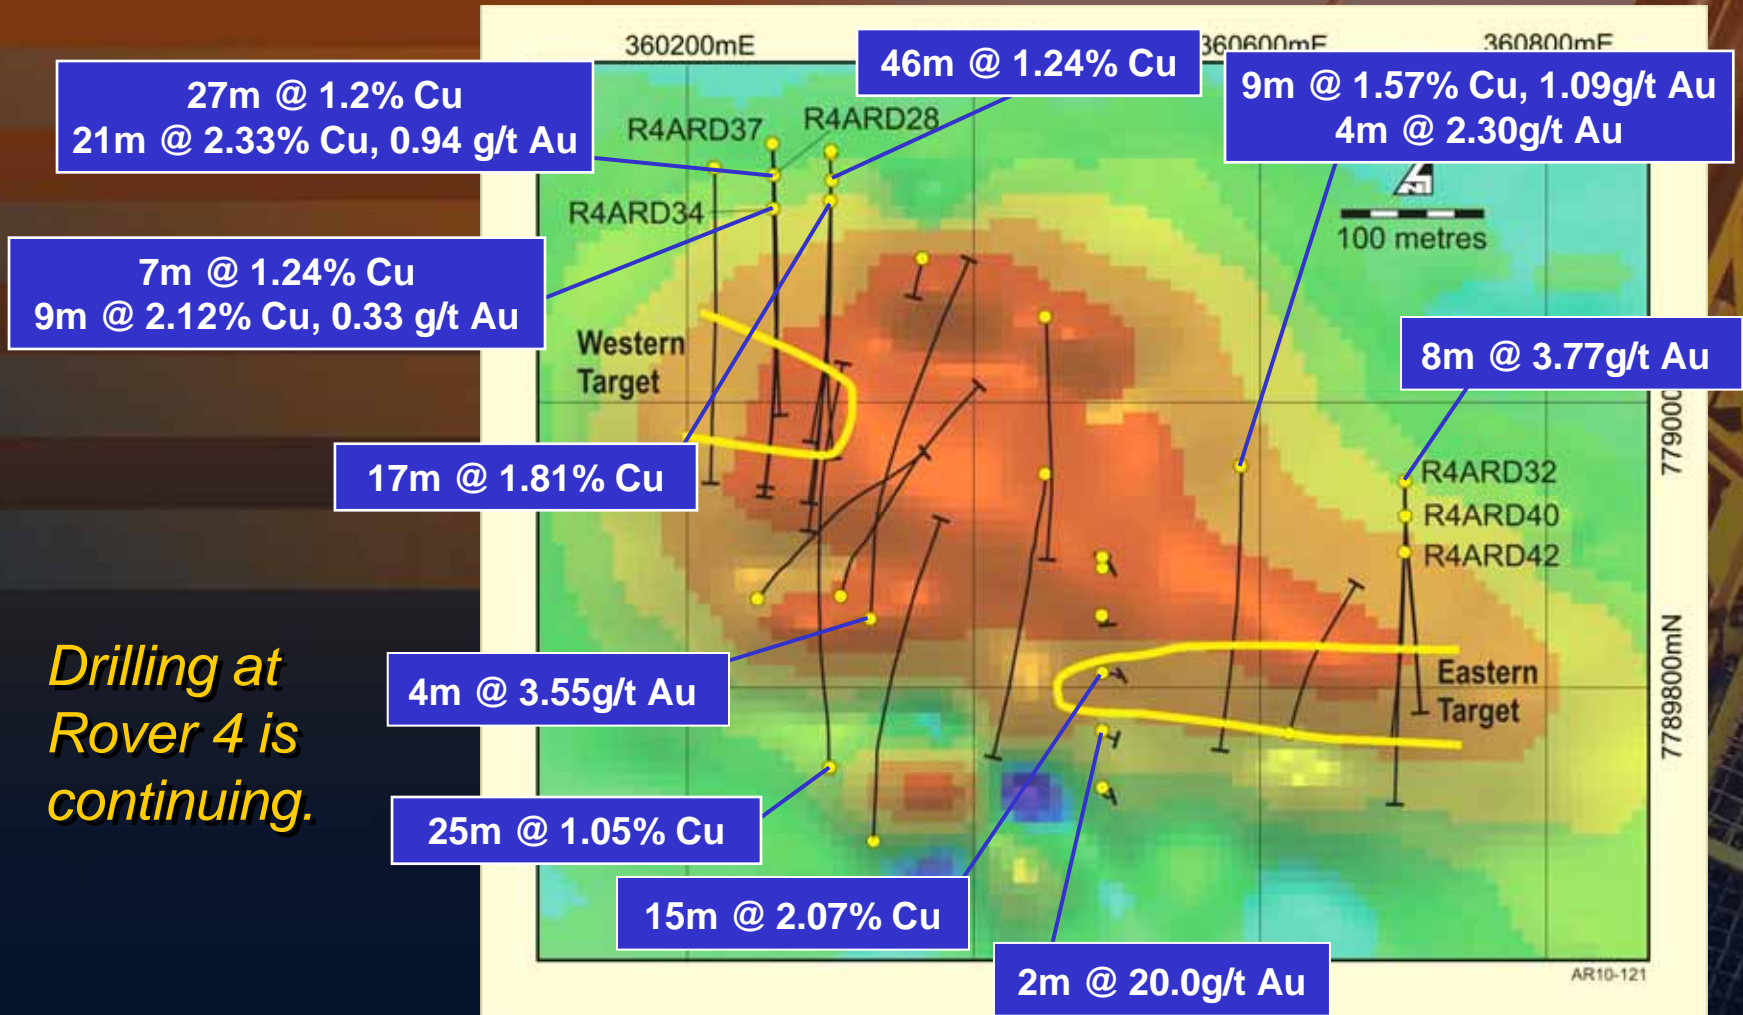 360200mE
46m @ 1.24% Cu
360600mE
360800mE
27m @ 1.2% Cu
21m @ 2.33% Cu, 0.94 g/t Au
9m @ 1.57% Cu, 1.09g/t Au
4m @ 2.30g/t Au
R4ARD37
R4ARD28
R4ARD34
N
100 metres
7m @ 1.24% Cu
9m @ 2.12% Cu, 0.33 g/t Au
Western
Target
8m @ 3.77g/t Au
17m @ 1.81% Cu
R4ARD32
R4ARD40
R4ARD42
Drilling at
Rover 4 is
continuing.
4m @ 3.55g/t Au
Eastern
Target
7789800mN
25m @ 1.05% Cu
15m @ 2.07% Cu
2m @ 20.0g/t Au
AR10-121